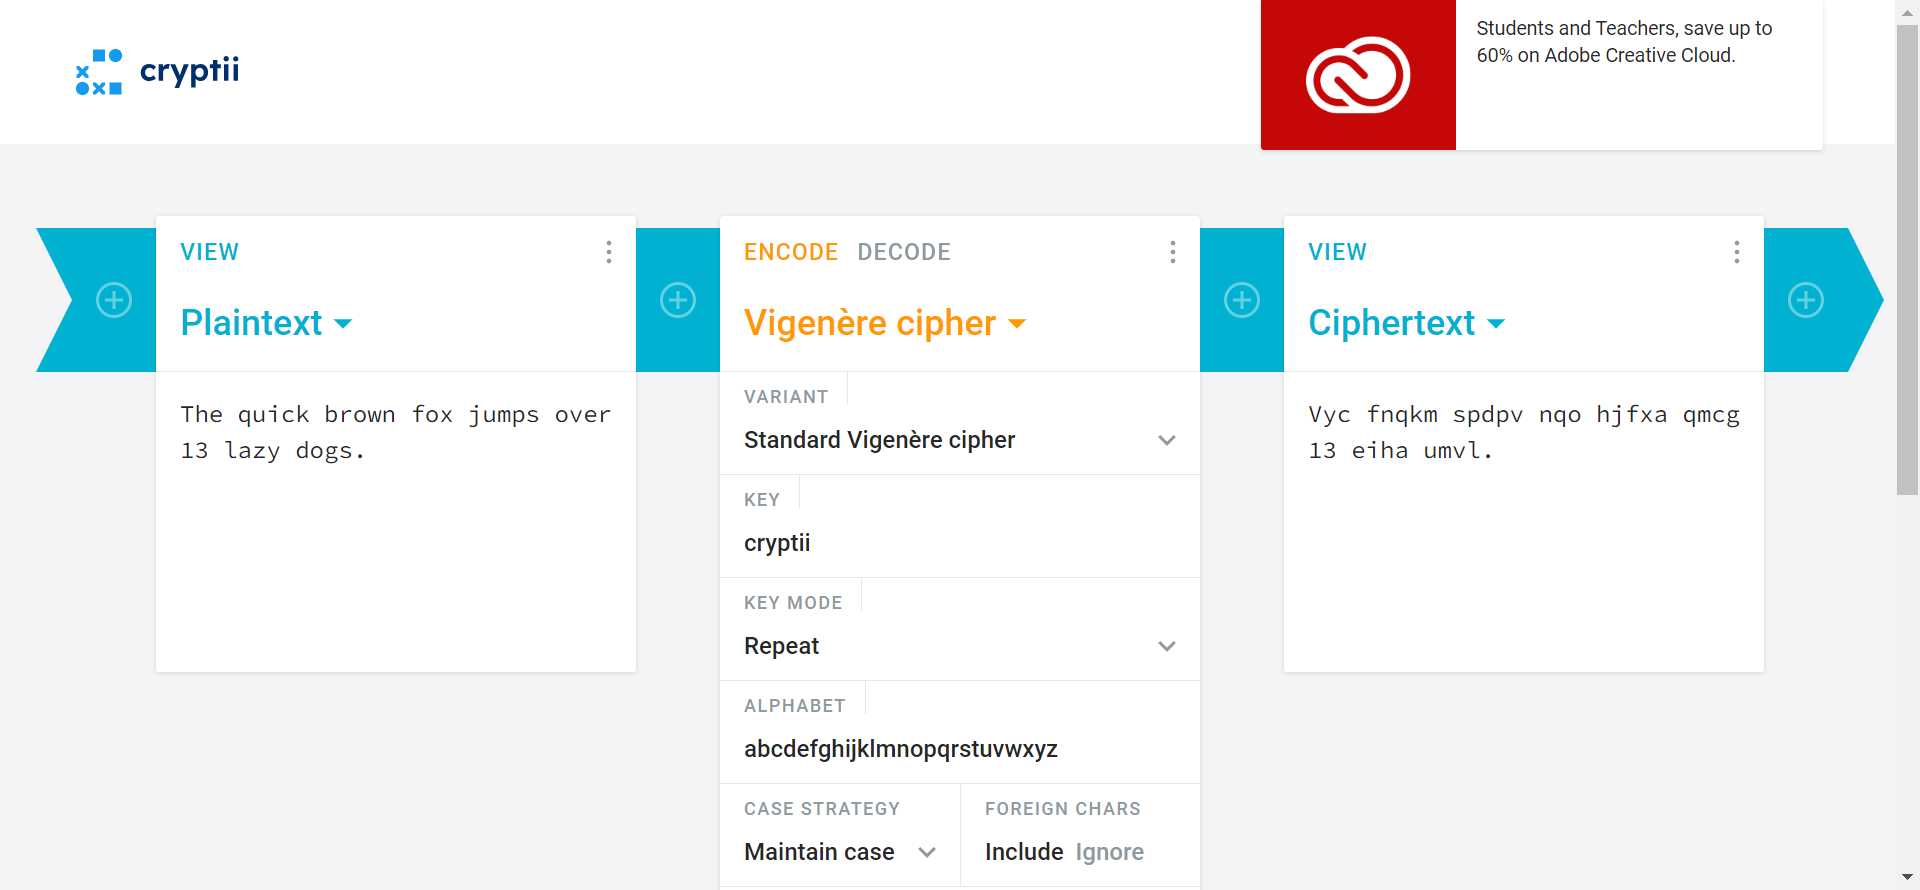 cryptii
Students and Teachers, save up to
60% on Adobe Creative Cloud.
VIEW
Plaintext
The quick brown fox jumps over
13 lazy dogs.
ENCODE DECODE
Vigenère cipher
VARIANT
Standard Vigenère cipher
KEY
cryptii
KEY MODE
Repeat
ALPHABET
abcdefghijklmnopqrstuvwxyz
CASE STRATEGY
Maintain case
FOREIGN CHARS
Include Ignore
VIEW
Ciphertext
Vyc fnqkm spdpv nqo hjfxa qmcg
13 eiha umvl.